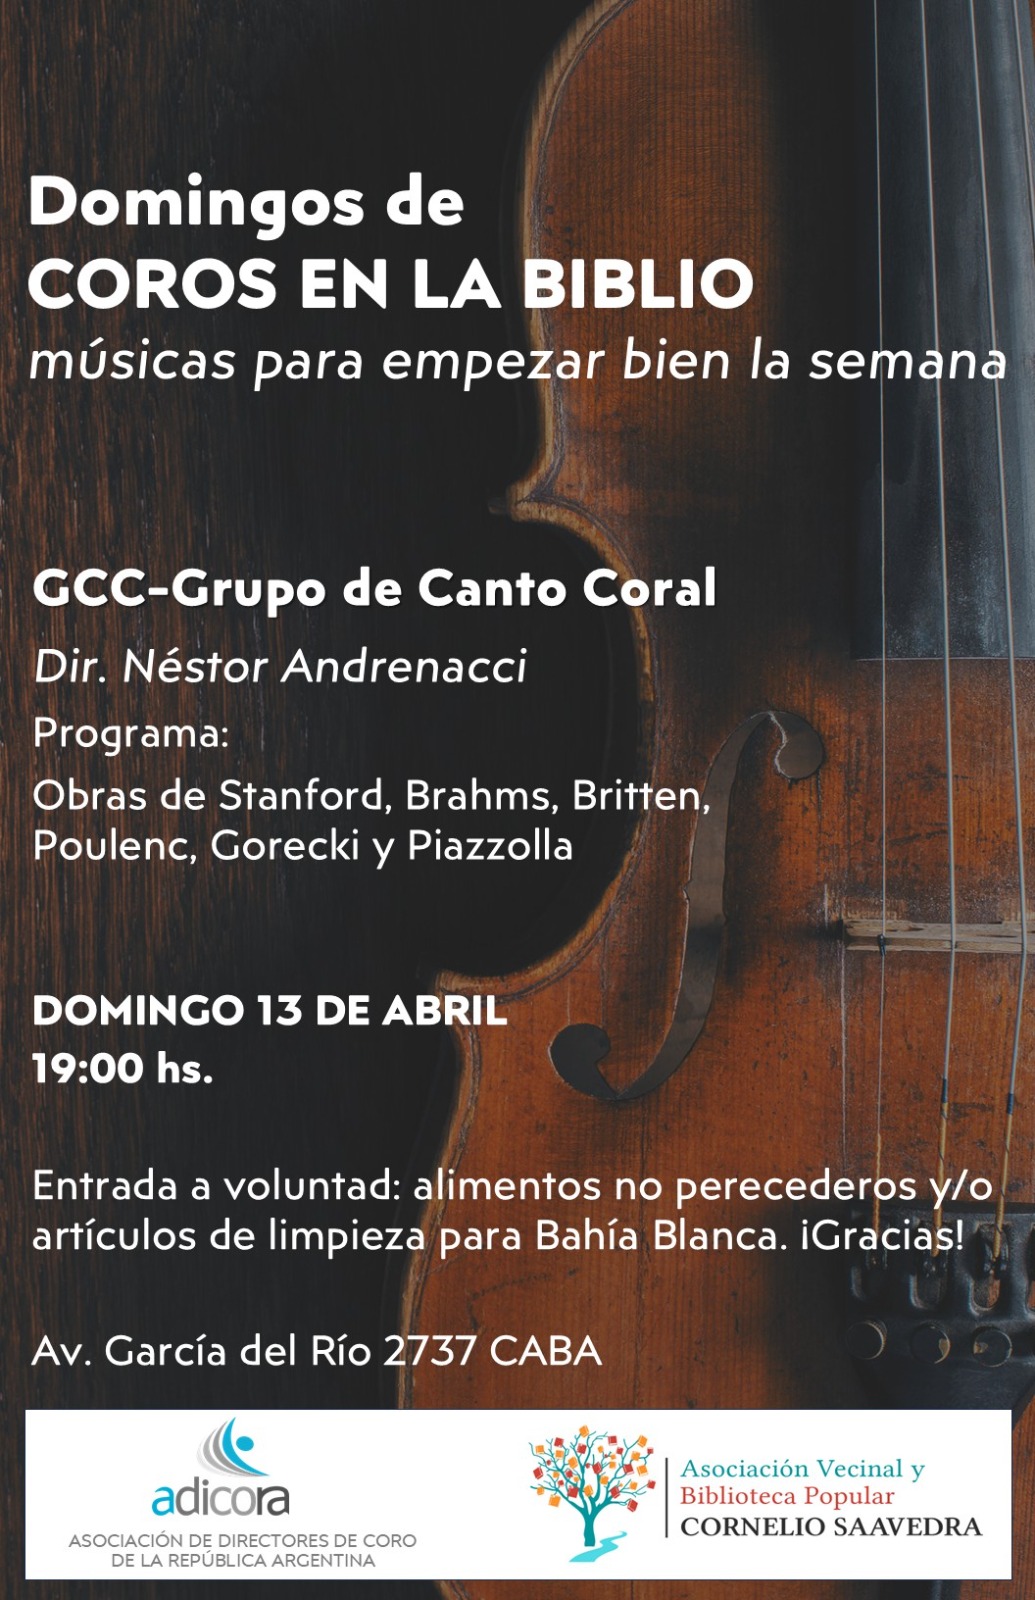 Domingos de
COROS EN LA BIBLIO
músicas para empezar bien la semana
GCC-Grupo de Canto Coral
Dir. Néstor Andrenacci
Programa:
Obras de Stanford, Brahms, Britten,
Poulenc, Gorecki y Piazzolla
DOMINGO 13 DE ABRIL
19:00 hs.
Entrada a voluntad: alimentos no perecederos y/o
artículos de limpieza para Bahía Blanca. ¡Gracias!
Av. García del Río 2737 CABA
adicora
ASOCIACIÓN DE DIRECTORES DE CORO
DE LA REPÚBLICA ARGENTINA
Asociación Vecinal y
Biblioteca Popular
CORNELIO SAAVEDRA